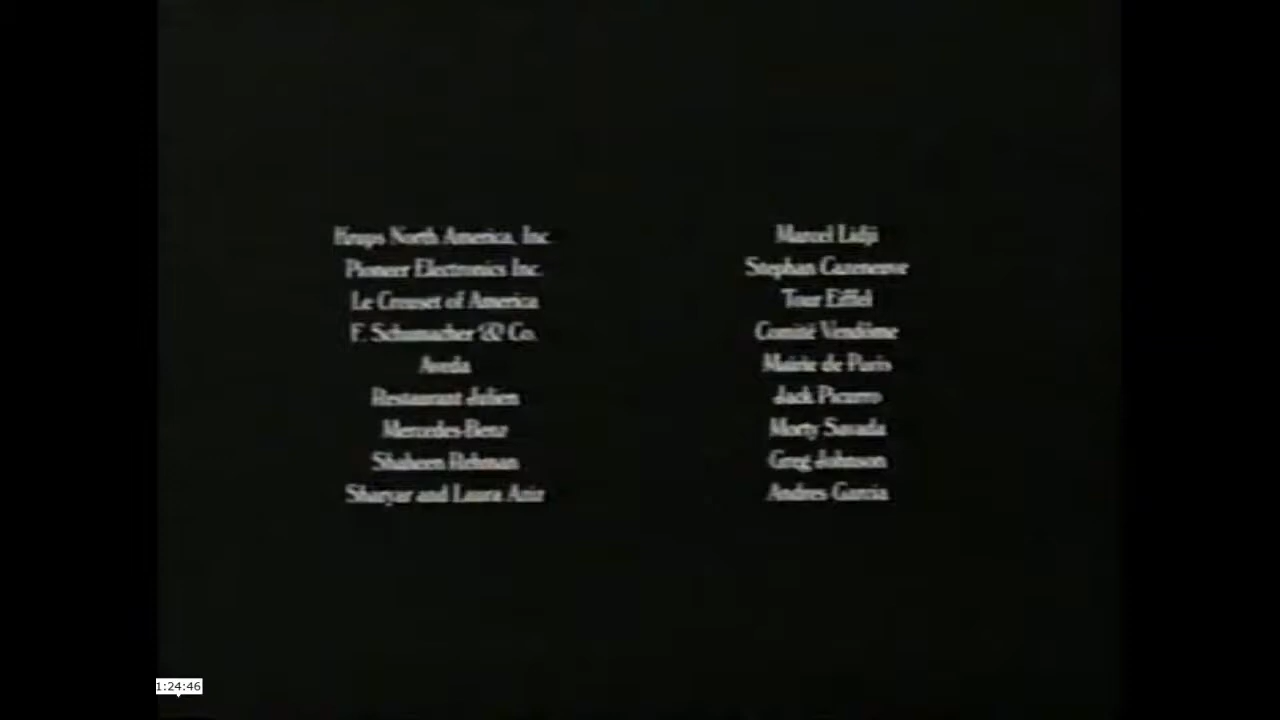 Krups North America, Inc.
Pioneer Electronics Inc.
Le Creuset of America
F. Schumacher & Co.
Aveda
Restaurant Julien
Mercedes-Benz
Shaheen Rehman
Sharyar and Laura Aziz
Marcel Lidji
Stephan Cazeneuve
Tour Eiffel
Comité Vendôme
Mairie de Paris
Jack Picurro
Morty Savada
Greg Johnson
Andres Garcia
1:24:46